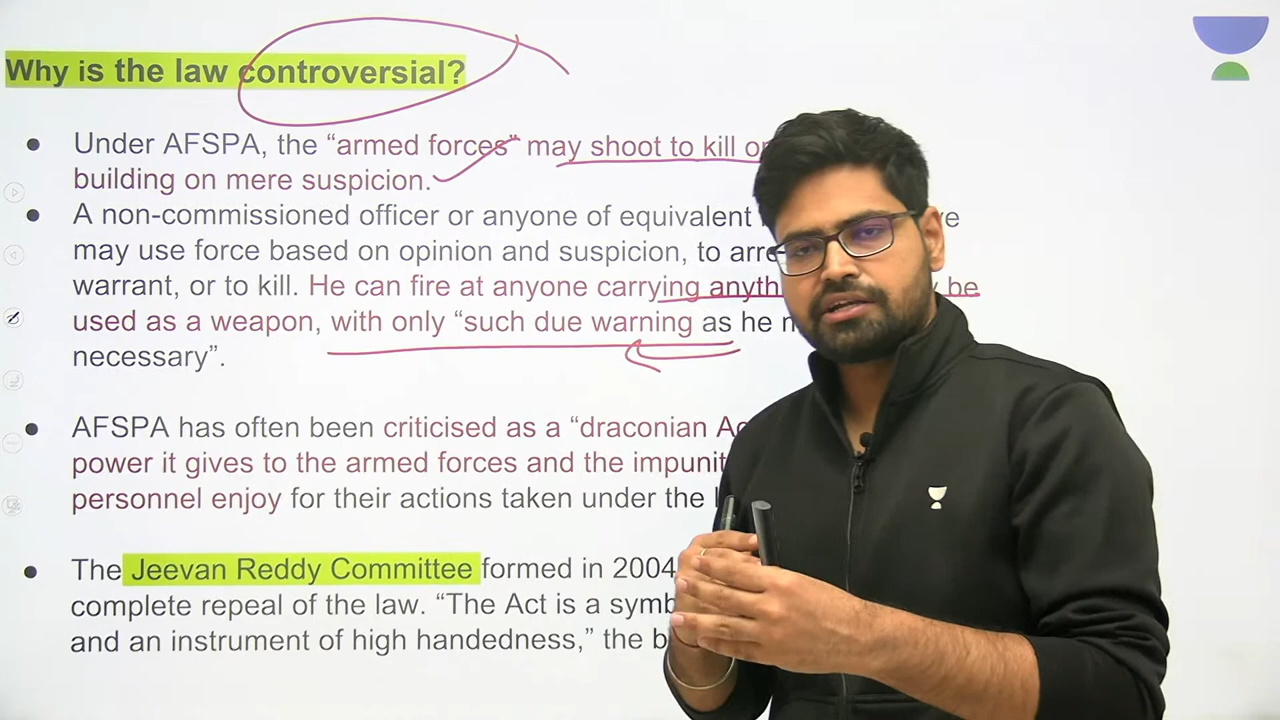 Why is the law controversial?
Under AFSPA, the “armed forces” may shoot to kill or
building on mere suspicion.
A non-commissioned officer or anyone of equivalent
may use force based on opinion and suspicion, to
warrant, or to kill. He can fire at anyone carrying be
used as a weapon, with only “such due warning as he
necessary”.
AFSPA has often been criticised as a “draconian
power it gives to the armed forces and the
personnel enjoy for their actions taken under the
The Jeevan Reddy Committee formed in 2004
complete repeal of the law. “The Act is a
and an instrument of high handedness,” the